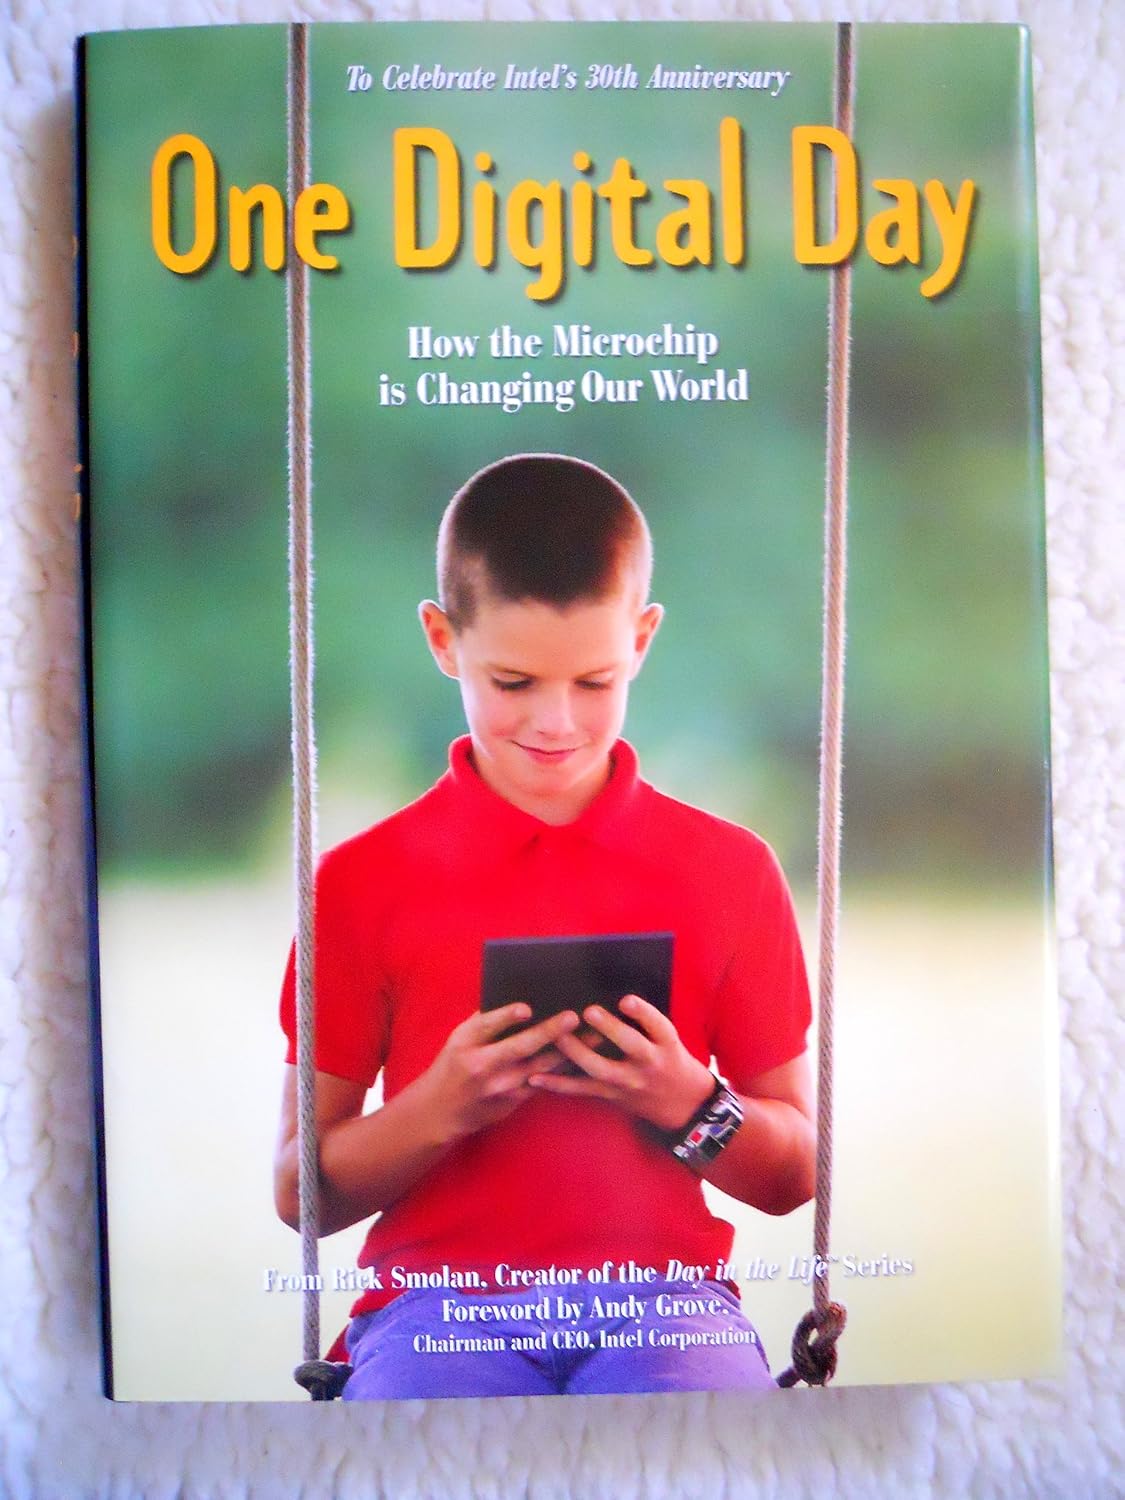 To Celebrate Intel's 30th Anniversary
One Digital Day
How the Microchip
is Changing Our World
From Rick Smolan, Creator of the Day in the Life™ Series
Foreword by Andy Grove,
Chairman and CEO, Intel Corporation